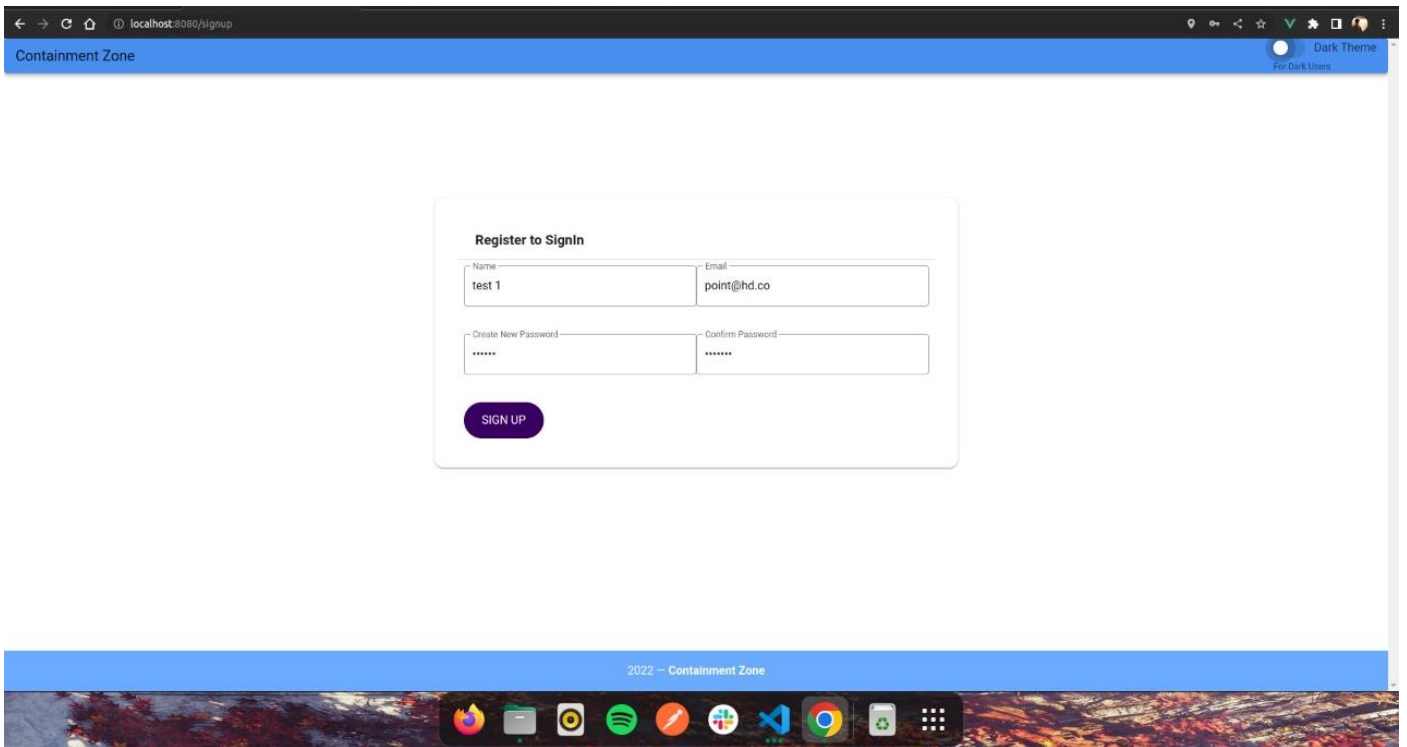 localhost:8080/signup
Containment Zone
Dark Theme
For Dark Users
Register to SignIn
Name
Email
test 1
point@hd.co
Create New Password
Confirm Password
••••••
•••••••
SIGN UP
2022 — Containment Zone